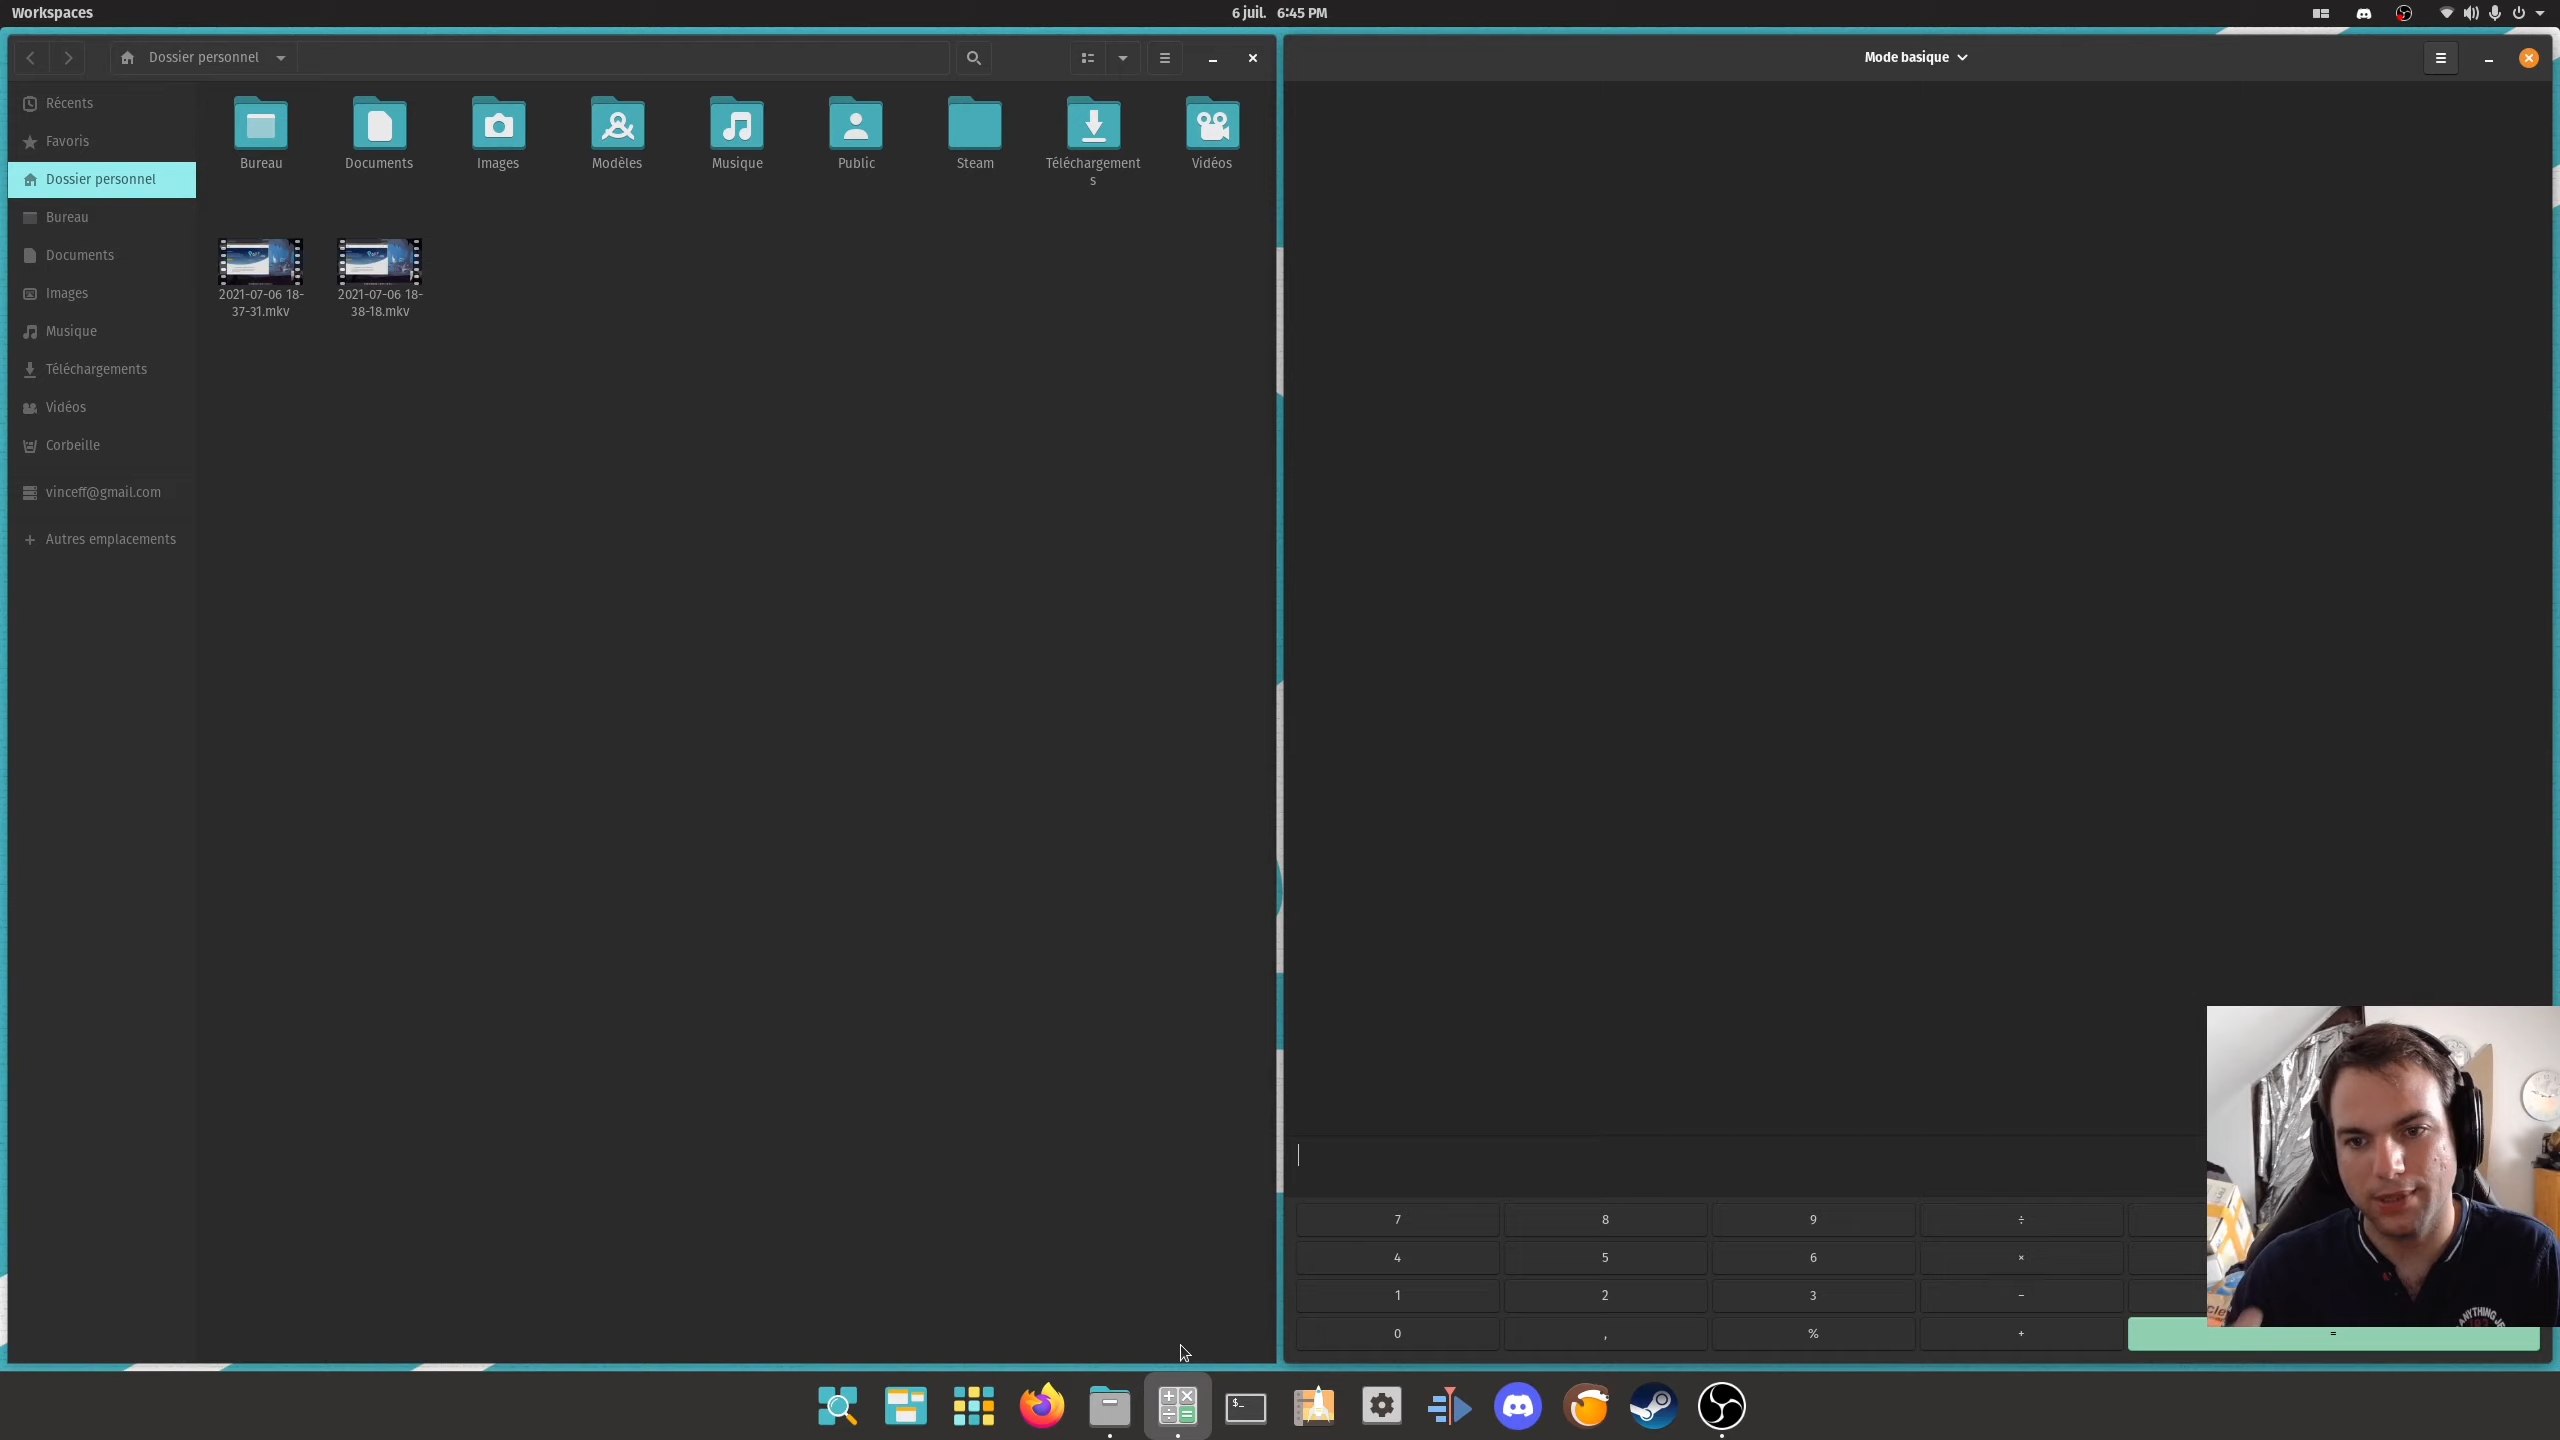 Workspaces
6 juil. 6:45 PM
Dossier personnel
Mode basique
Récents
Favoris
Dossier personnel
Bureau
Documents
Images
Musique
Téléchargements
Vidéos
Corbeille
vinceff@gmail.com
Autres emplacements
Bureau
Documents
Images
Modèles
Musique
Public
Steam
Téléchargement
s
Vidéos
2021-07-06 18-
37-31.mkv
2021-07-06 18-
38-18.mkv
7 8 9 ÷
4 5 6 ×
1 2 3 −
0 , % + =
$_